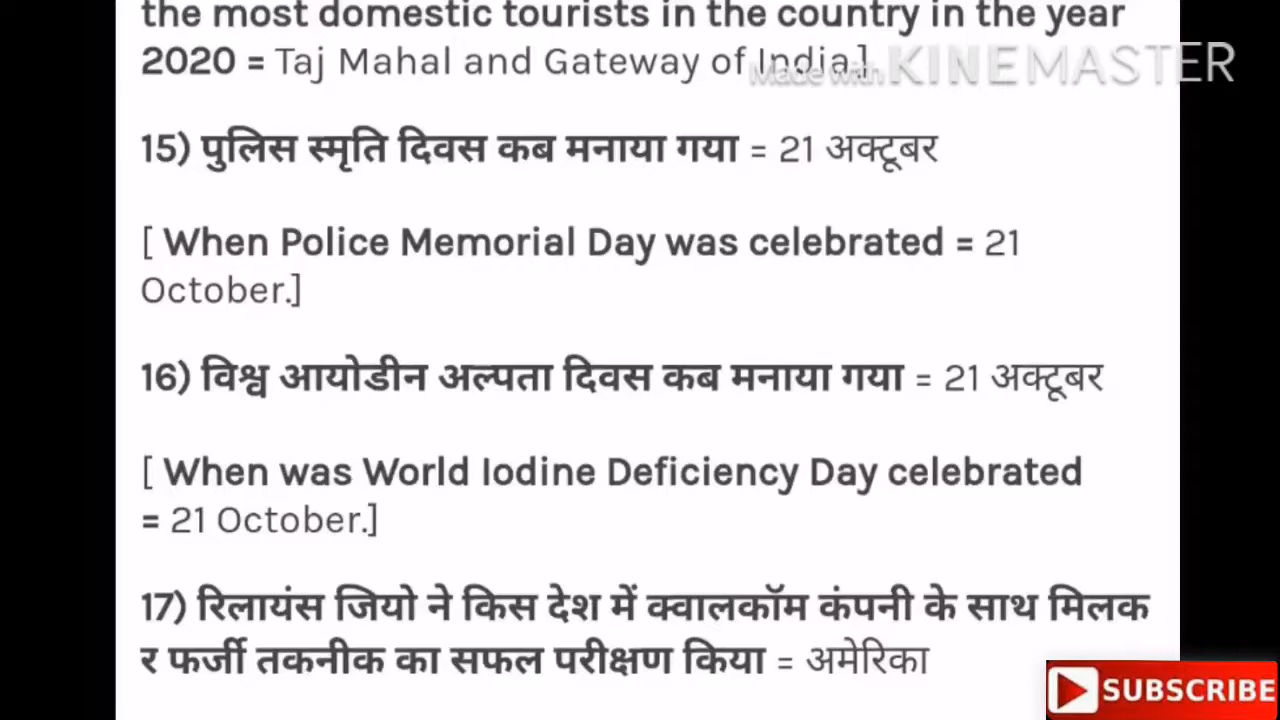 the most domestic tourists in the country in the year
2020 = Taj Mahal and Gateway of India.]
Made with KINEMASTER
15) पुलिस स्मृति दिवस कब मनाया गया = 21 अक्टूबर
[ When Police Memorial Day was celebrated = 21
October.]
16) विश्व आयोडीन अल्पता दिवस कब मनाया गया = 21 अक्टूबर
[ When was World Iodine Deficiency Day celebrated
= 21 October.]
17) रिलायंस जियो ने किस देश में क्वालकॉम कंपनी के साथ मिलक
र फर्जी तकनीक का सफल परीक्षण किया = अमेरिका
SUBSCRIBE